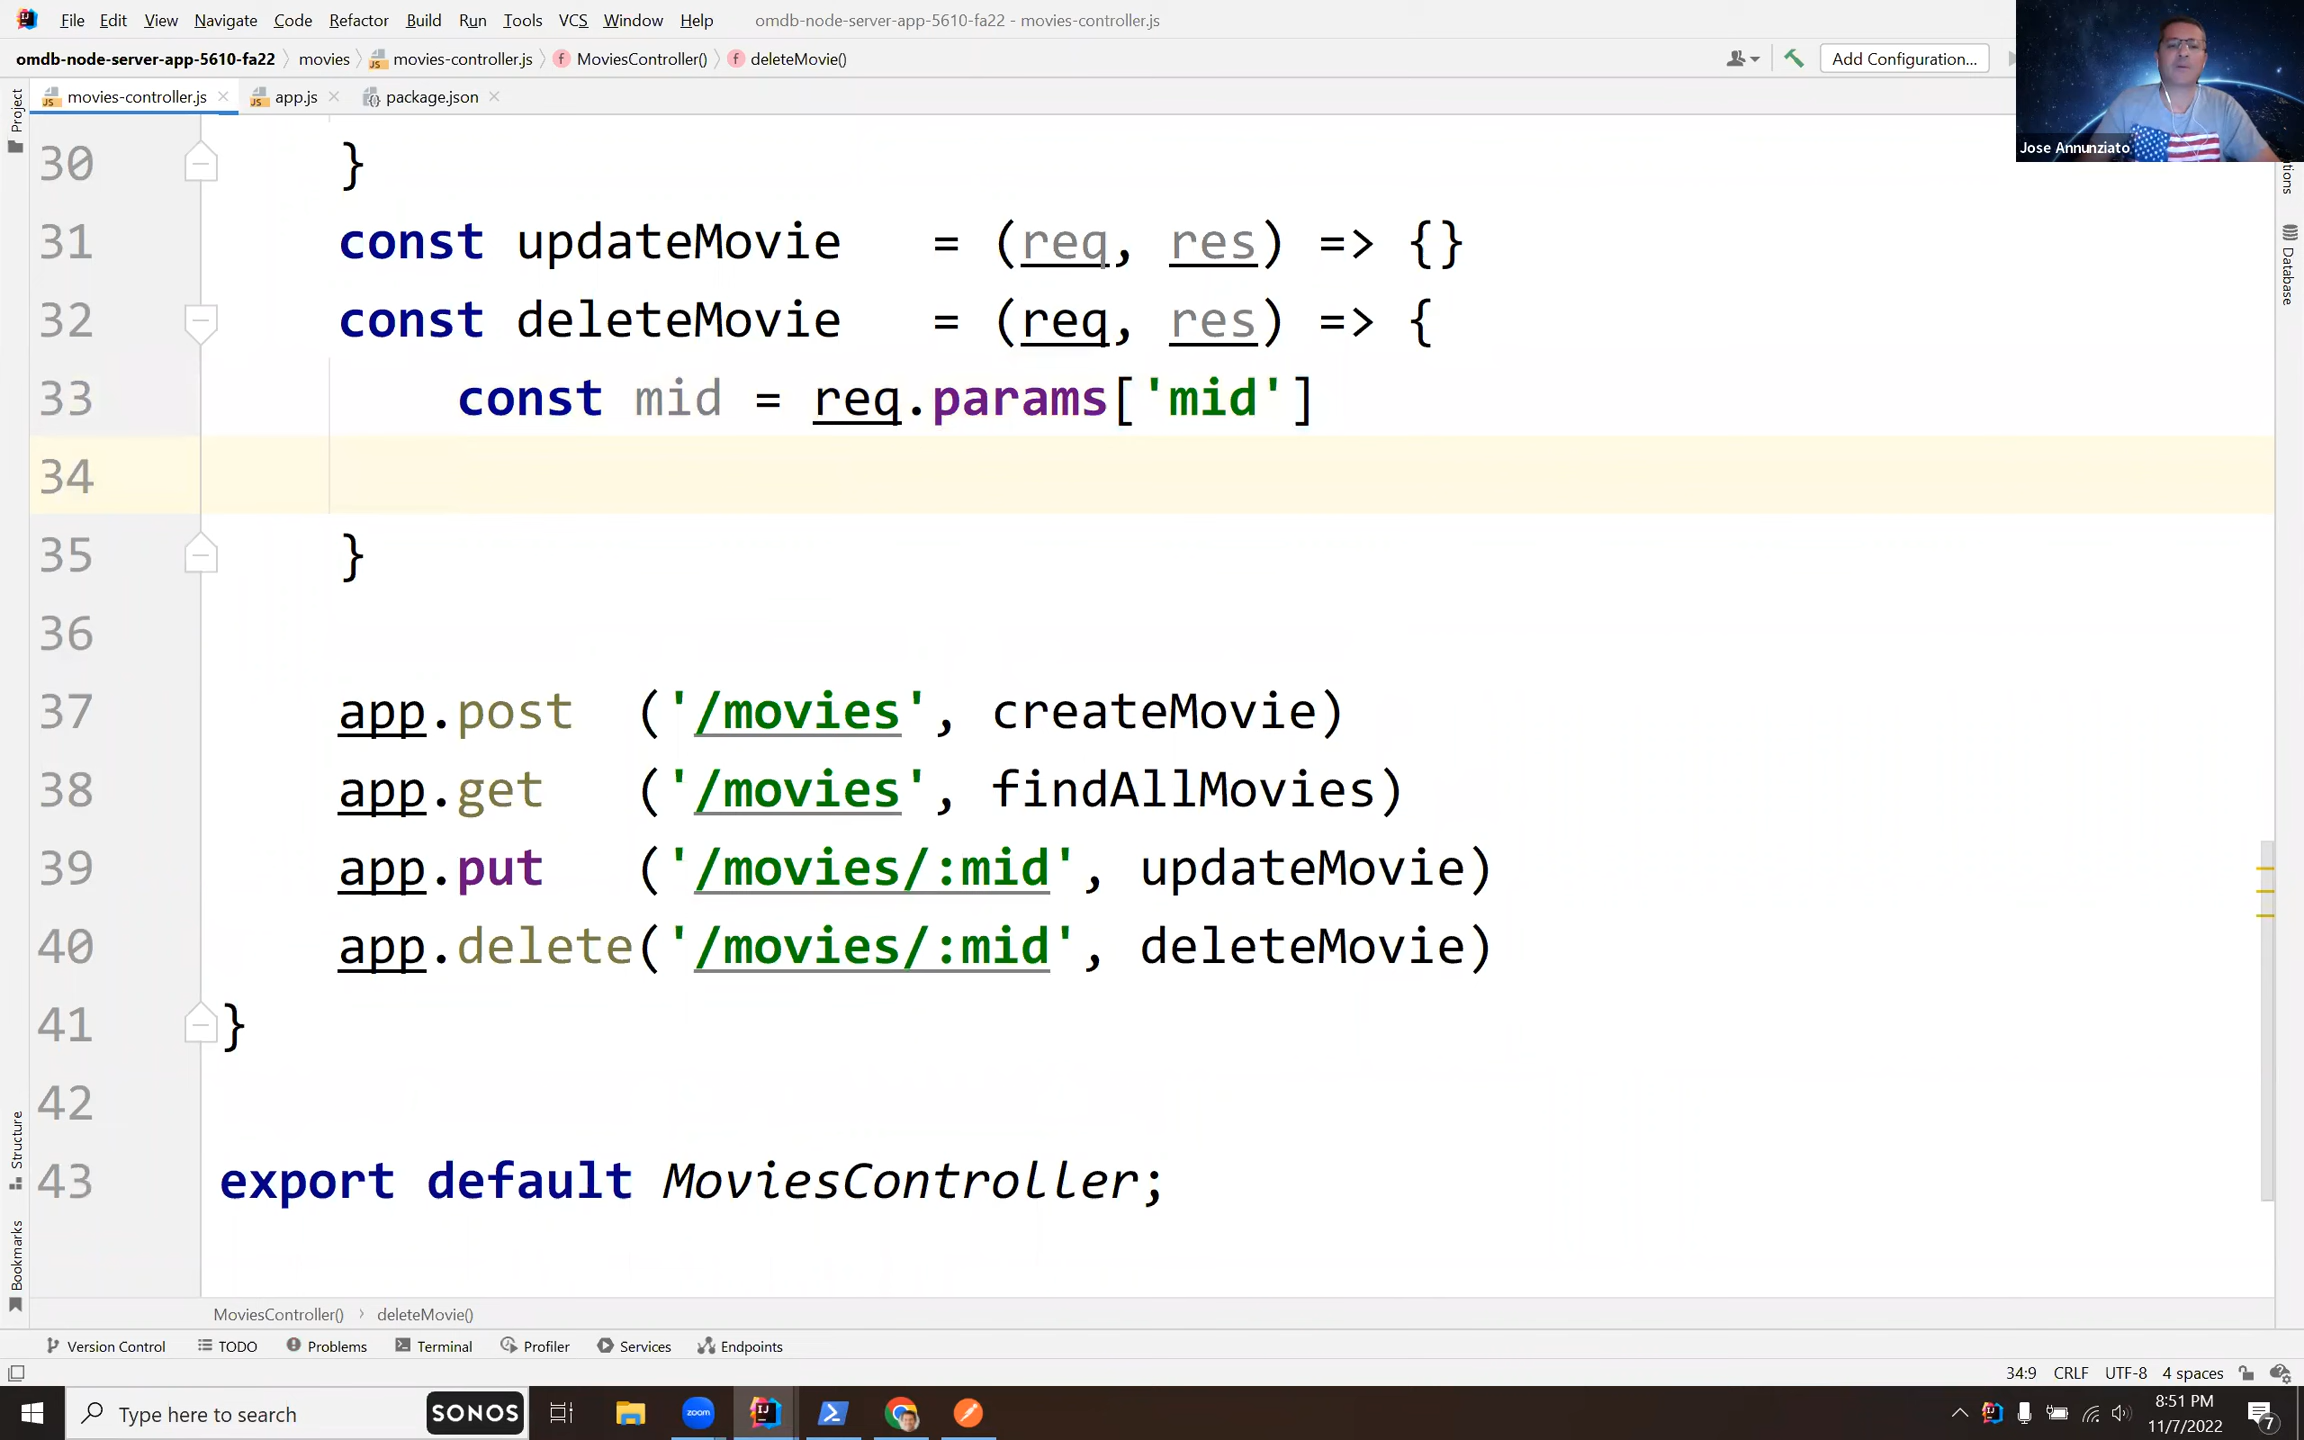 File Edit View Navigate Code Refactor Build Run Tools VCS Window Help omdb-node-server-app-5610-fa22 - movies-controller.js
omdb-node-server-app-5610-fa22 movies movies-controller.js MoviesController() deleteMovie() Add Configuration...
movies-controller.js app.js package.json
Project
Jose Annunziato
Database
30 }
31 const updateMovie = (req, res) => {}
32 const deleteMovie = (req, res) => {
33 const mid = req.params['mid']
34
35 }
36
37 app.post ('/movies', createMovie)
38 app.get ('/movies', findAllMovies)
39 app.put ('/movies/:mid', updateMovie)
40 app.delete('/movies/:mid', deleteMovie)
41 }
42
43 export default MoviesController;
Structure
Bookmarks
MoviesController() deleteMovie()
Version Control TODO Problems Terminal Profiler Services Endpoints
34:9 CRLF UTF-8 4 spaces
Type here to search SONOS zoom 8:51 PM
11/7/2022 7